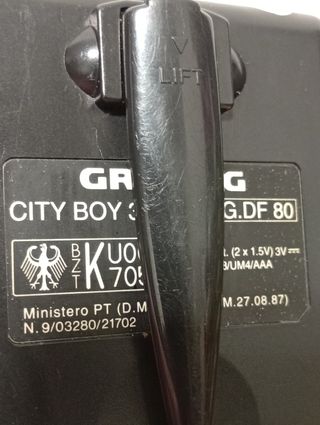 LIFT
GR G
CITY BOY 3 G.DF 80
BZT K U0 . (2 x 1.5V) 3V
705 /UM4/AAA
Ministero PT (D.M M.27.08.87)
N.9/03280/21702